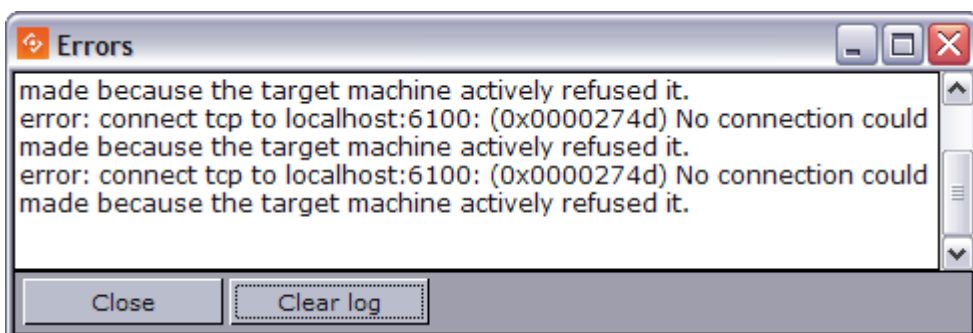 Errors
made because the target machine actively refused it.
error: connect tcp to localhost:6100: (0x0000274d) No connection could
made because the target machine actively refused it.
error: connect tcp to localhost:6100: (0x0000274d) No connection could
made because the target machine actively refused it.
Close
Clear log